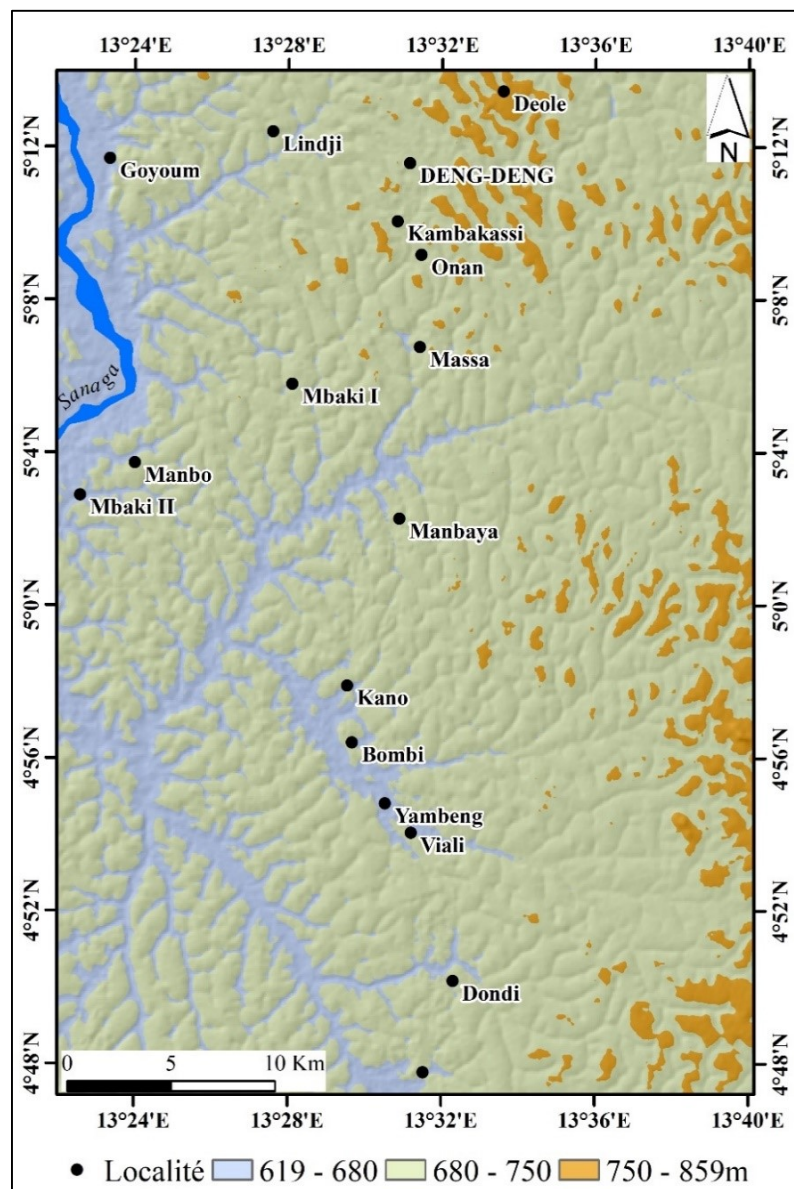 13°24'E 13°28'E 13°32'E 13°36'E 13°40'E
N
Deole
Lindji
5°12'N 5°12'N
Goyoum
DENG-DENG
Kambakassi
Onan
5°8'N 5°8'N
Massa
Sanaga
Mbaki I
5°4'N 5°4'N
Manbo
Mbaki II
Manbaya
5°0'N 5°0'N
Kano
Bombi
4°56'N 4°56'N
Yambeng
Viali
4°52'N 4°52'N
Dondi
4°48'N 4°48'N
0 5 10 Km
13°24'E 13°28'E 13°32'E 13°36'E 13°40'E
Localité 619 - 680 680 - 750 750 - 859m